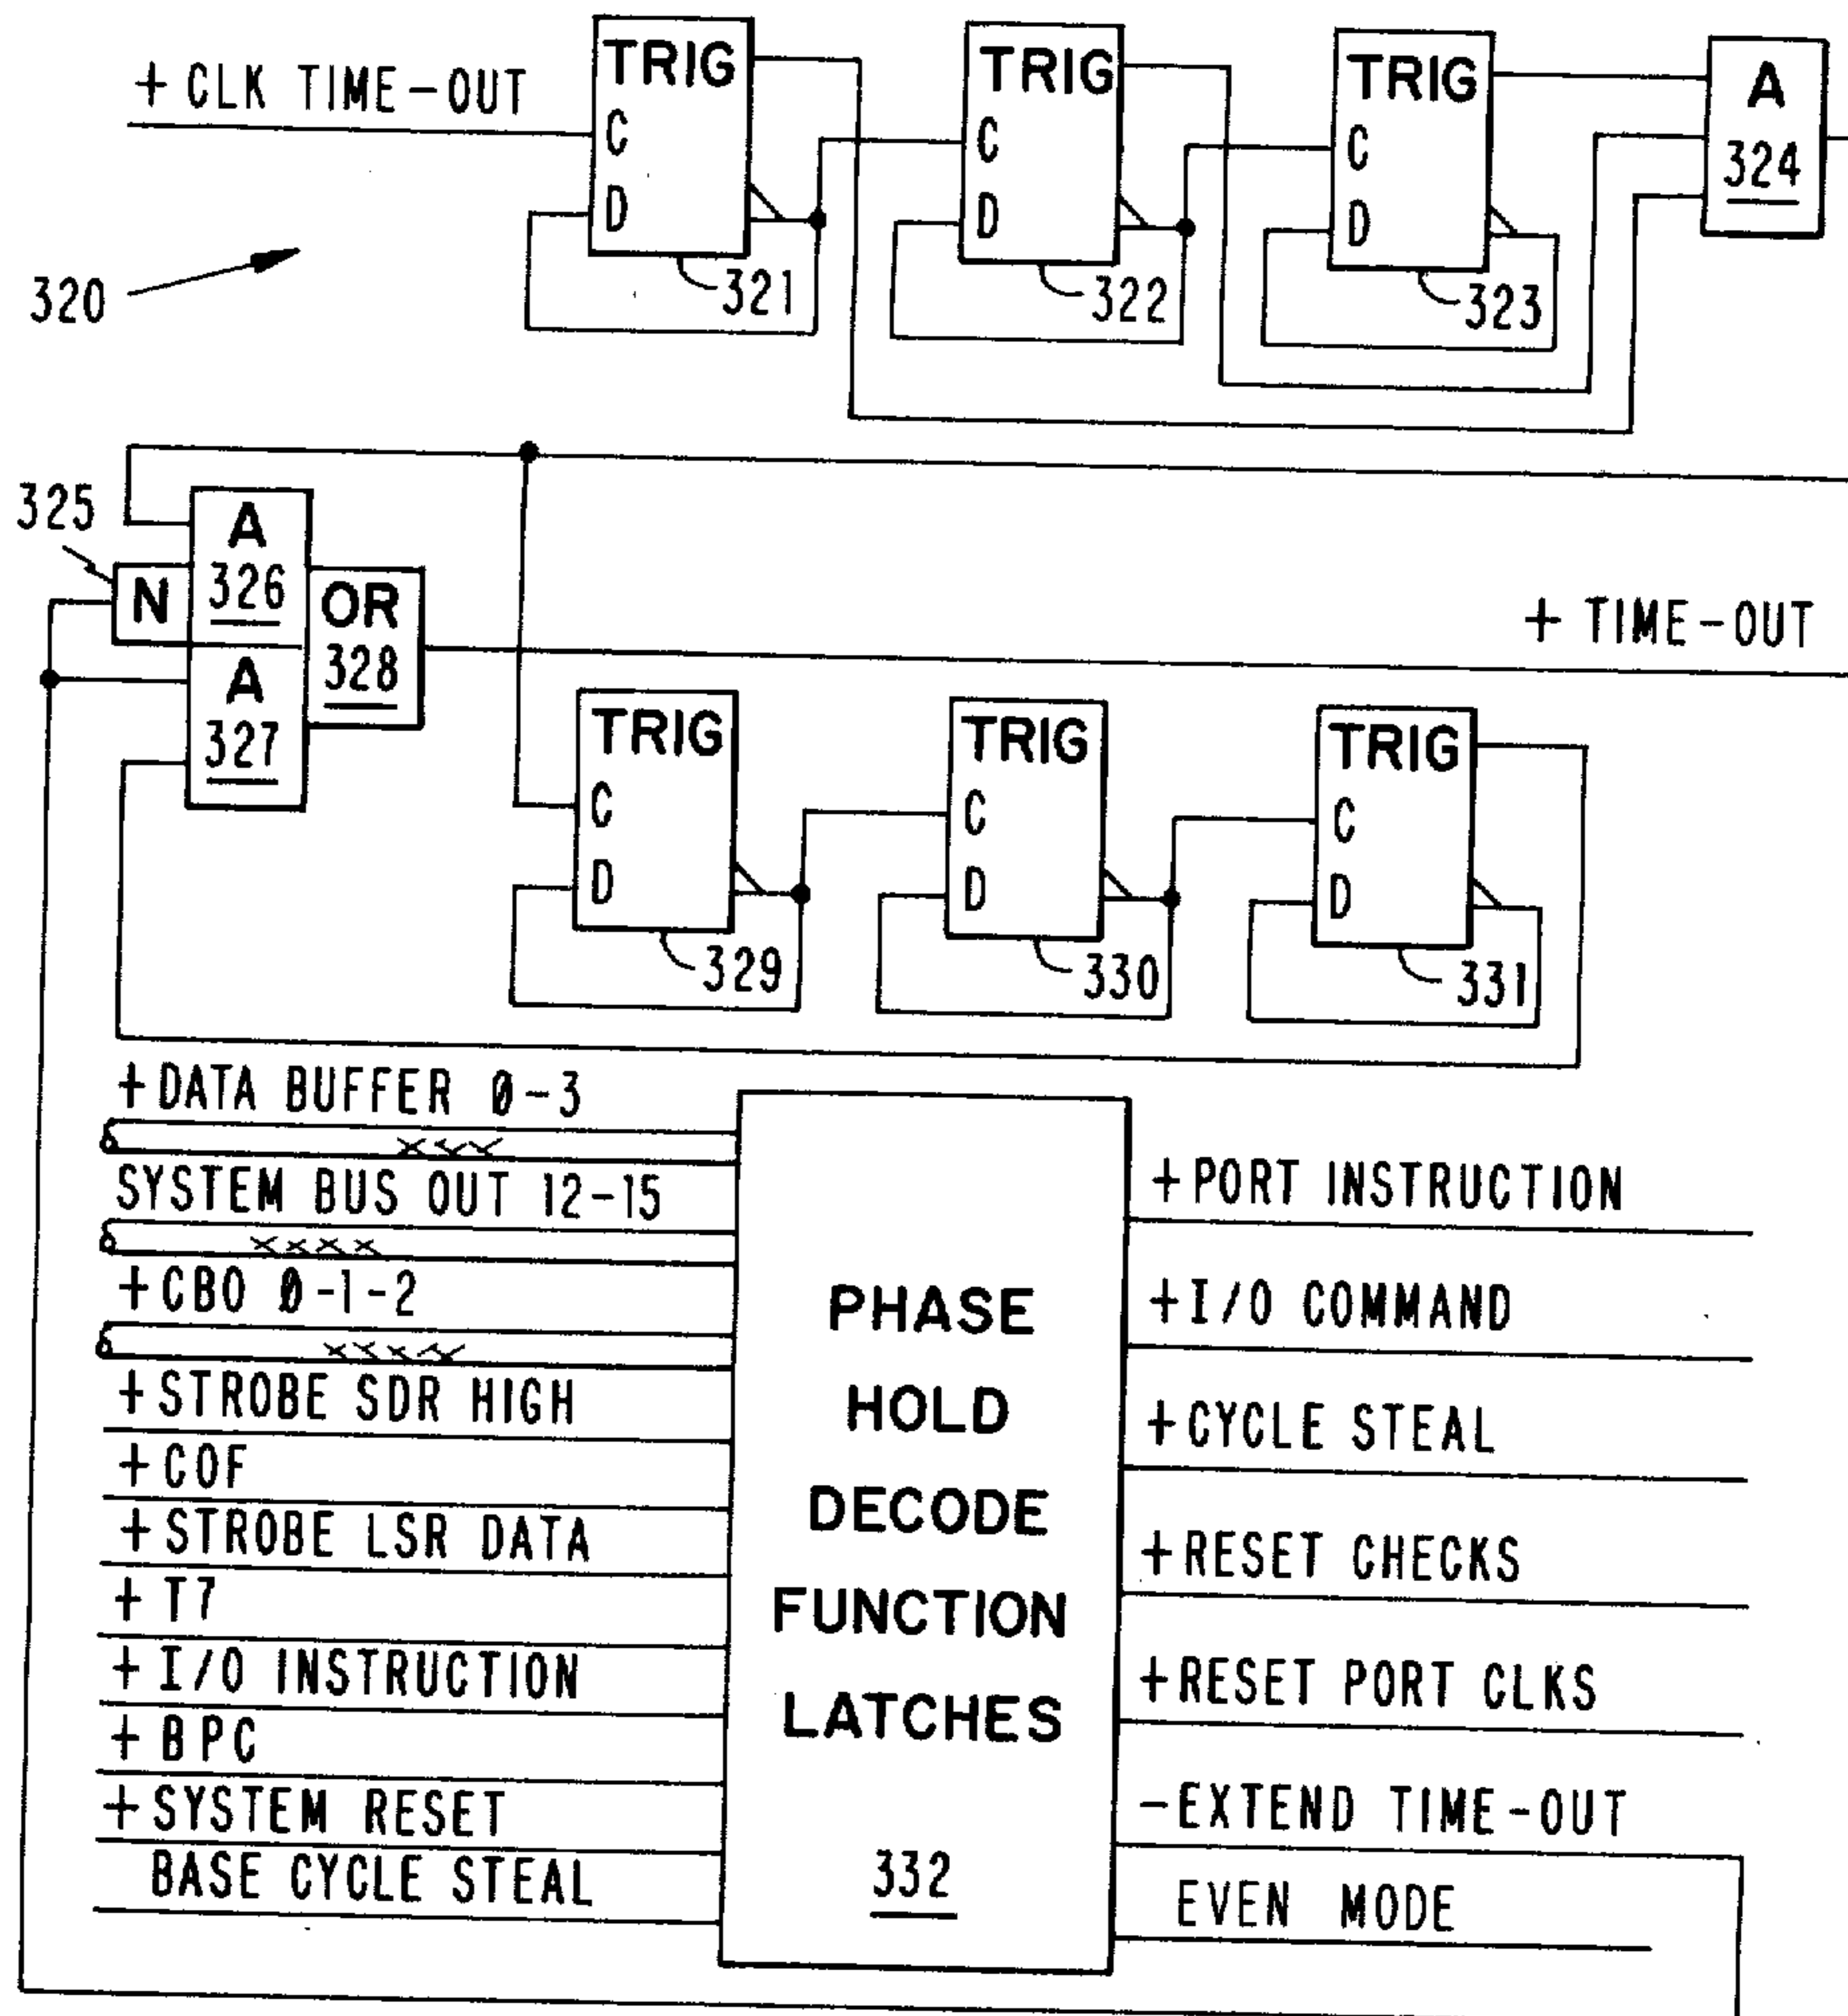 + CLK TIME-OUT
TRIG
C
D
321
TRIG
C
D
322
TRIG
C
D
323
A
324
320
325
N
A
326
A
327
OR
328
+ TIME-OUT
TRIG
C
D
329
TRIG
C
D
330
TRIG
C
D
331
+DATA BUFFER 0-3
SYSTEM BUS OUT 12-15
+CBO 0-1-2
+STROBE SDR HIGH
+COF
+STROBE LSR DATA
+T7
+I/O INSTRUCTION
+BPC
+SYSTEM RESET
BASE CYCLE STEAL
PHASE
HOLD
DECODE
FUNCTION
LATCHES
332
+PORT INSTRUCTION
+I/O COMMAND
+CYCLE STEAL
+RESET CHECKS
+RESET PORT CLKS
-EXTEND TIME-OUT
EVEN MODE